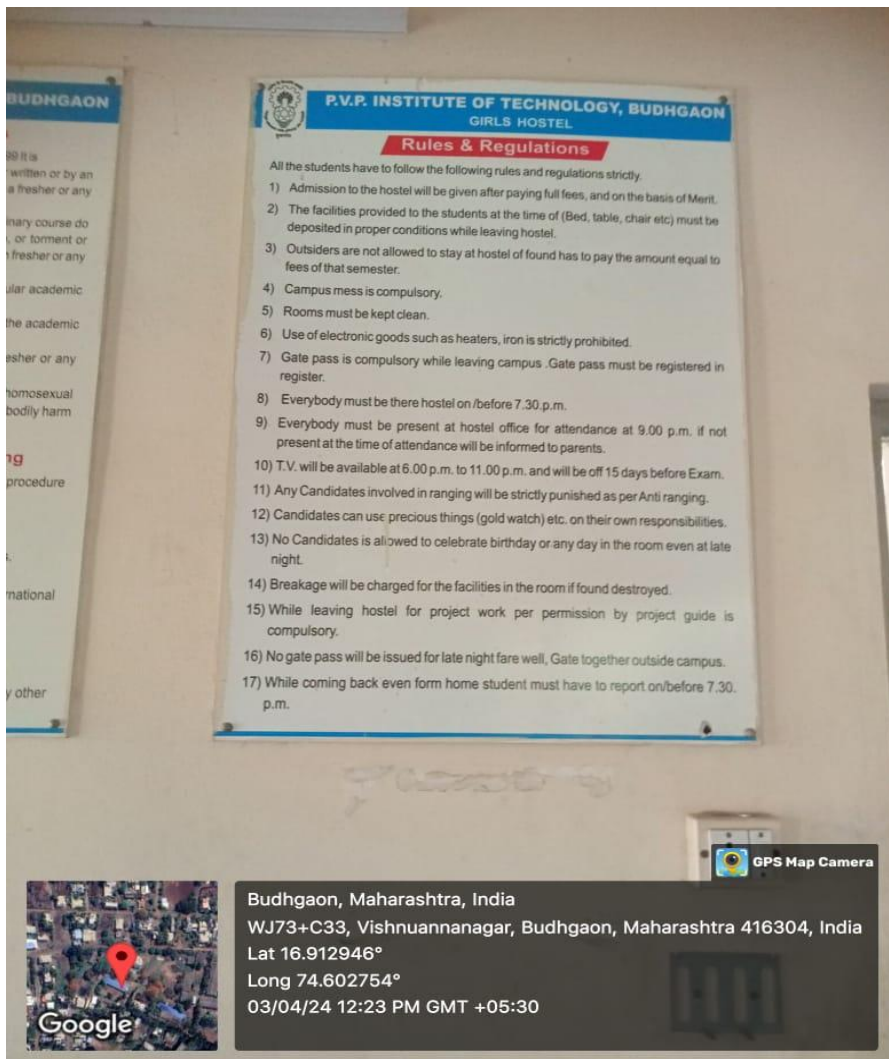 BUDHGAON
99 It is
written or by an
a fresher or any
inary course do
, or torment or
fresher or any
ular academic
the academic
esher or any
homosexual
bodily harm
ng
procedure
s.
rnational
y other
P.V.P. INSTITUTE OF TECHNOLOGY, BUDHGAON
GIRLS HOSTEL
Rules & Regulations
All the students have to follow the following rules and regulations strictly.
1) Admission to the hostel will be given after paying full fees, and on the basis of Merit.
2) The facilities provided to the students at the time of (Bed, table, chair etc) must be
deposited in proper conditions while leaving hostel.
3) Outsiders are not allowed to stay at hostel of found has to pay the amount equal to
fees of that semester.
4) Campus mess is compulsory.
5) Rooms must be kept clean.
6) Use of electronic goods such as heaters, iron is strictly prohibited.
7) Gate pass is compulsory while leaving campus .Gate pass must be registered in
register.
8) Everybody must be there hostel on /before 7.30.p.m.
9) Everybody must be present at hostel office for attendance at 9.00 p.m. if not
present at the time of attendance will be informed to parents.
10) T.V. will be available at 6.00 p.m. to 11.00 p.m. and will be off 15 days before Exam.
11) Any Candidates involved in ranging will be strictly punished as per Anti ranging.
12) Candidates can use precious things (gold watch) etc. on their own responsibilities.
13) No Candidates is allowed to celebrate birthday or any day in the room even at late
night.
14) Breakage will be charged for the facilities in the room if found destroyed.
15) While leaving hostel for project work per permission by project guide is
compulsory.
16) No gate pass will be issued for late night fare well, Gate together outside campus.
17) While coming back even form home student must have to report on/before 7.30.
p.m.
GPS Map Camera
Budhgaon, Maharashtra, India
WJ73+C33, Vishnuannanagar, Budhgaon, Maharashtra 416304, India
Lat 16.912946°
Long 74.602754°
03/04/24 12:23 PM GMT +05:30
Google